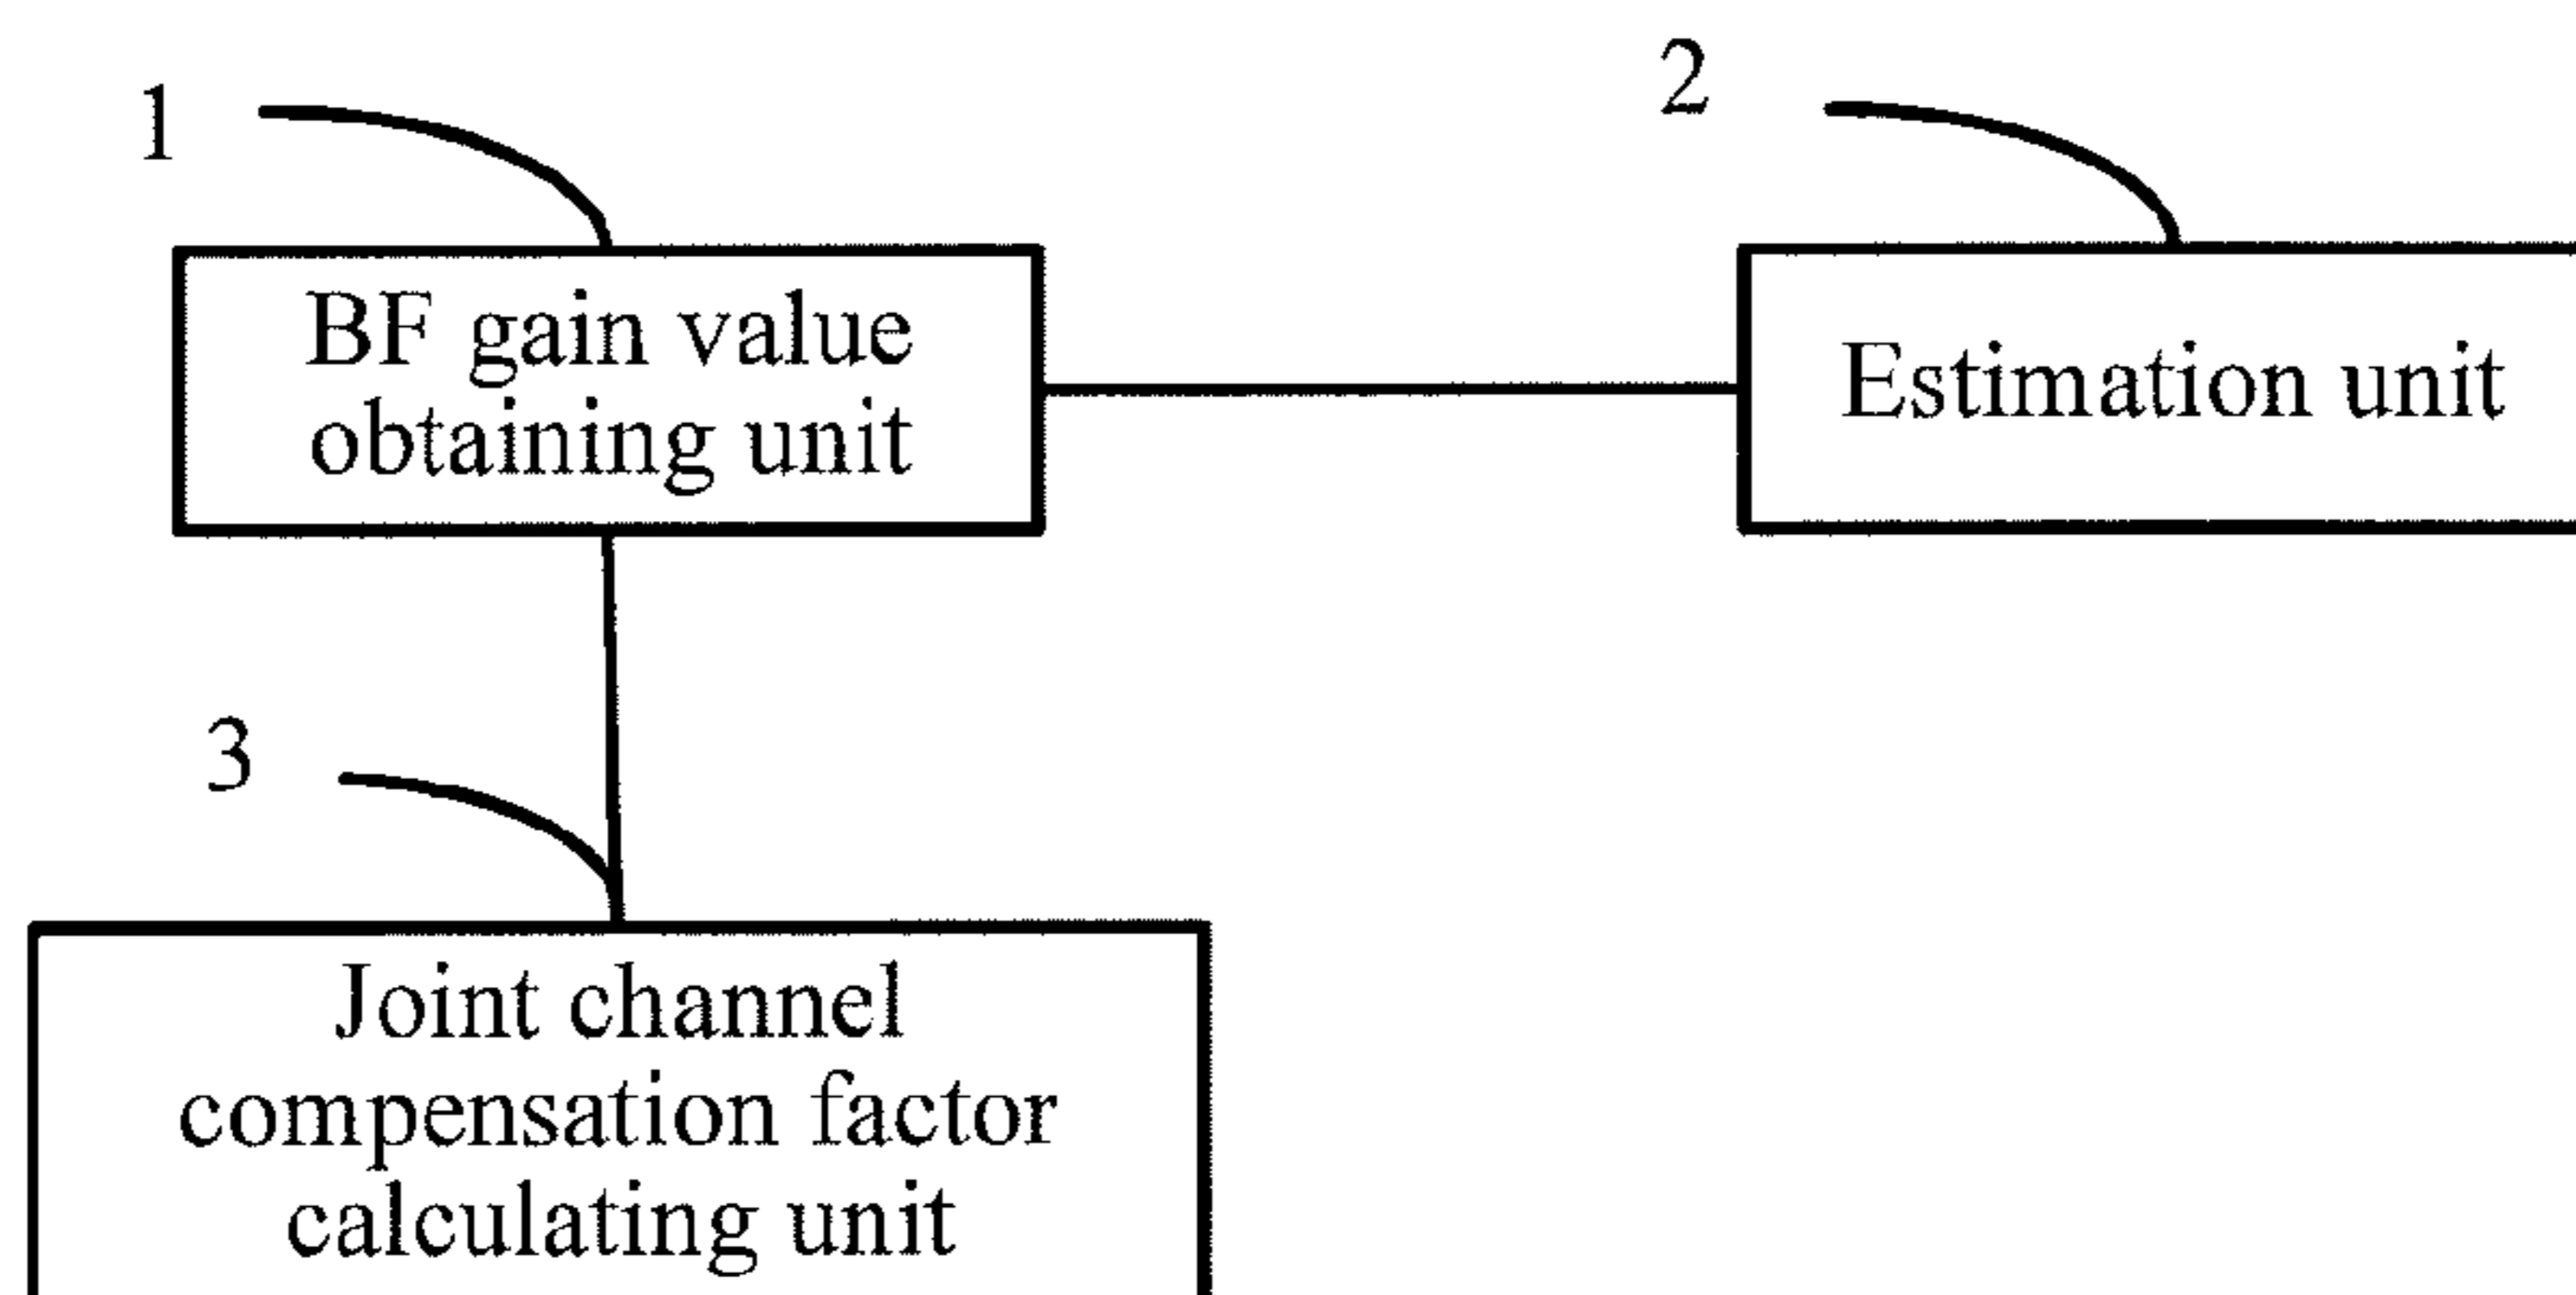 1
2
BF gain value
obtaining unit
Estimation unit
3
Joint channel
compensation factor
calculating unit